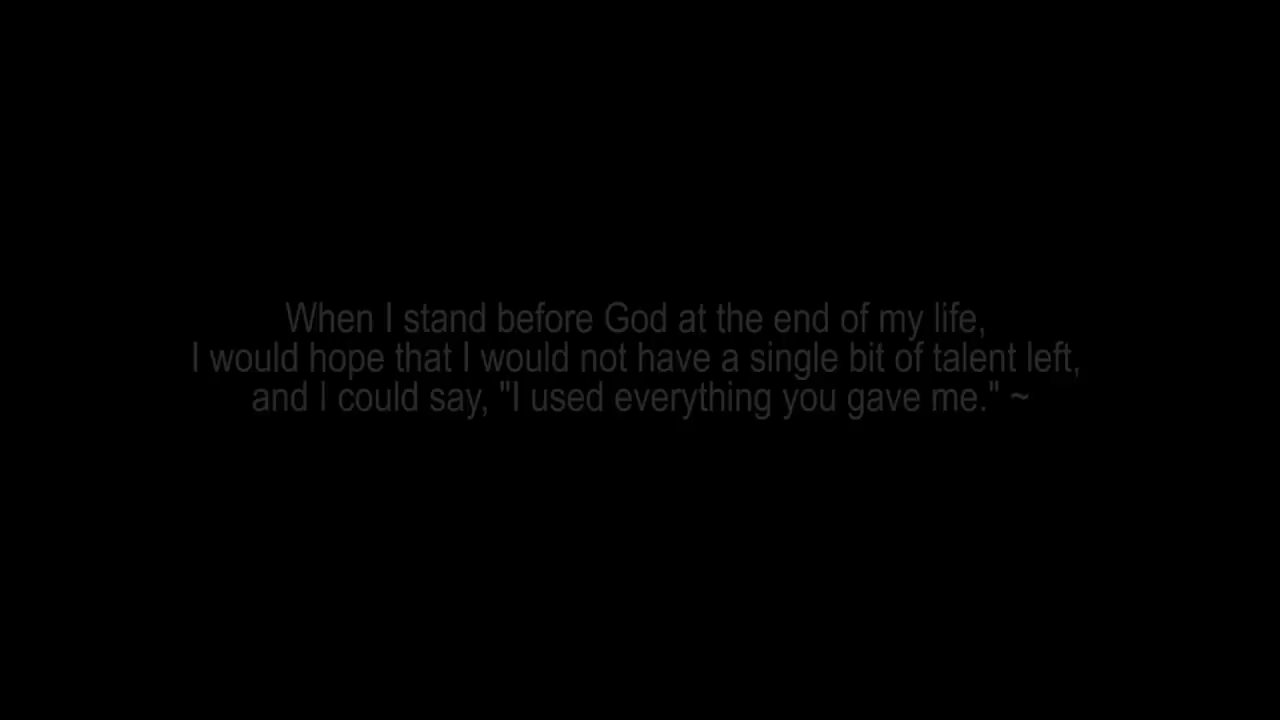 When I stand before God at the end of my life,
I would hope that I would not have a single bit of talent left,
and I could say, "I used everything you gave me." ~